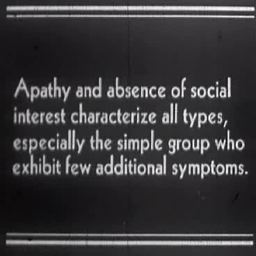 Apathy and absence of social
interest characterize all types,
especially the simple group who
exhibit few additional symptoms.